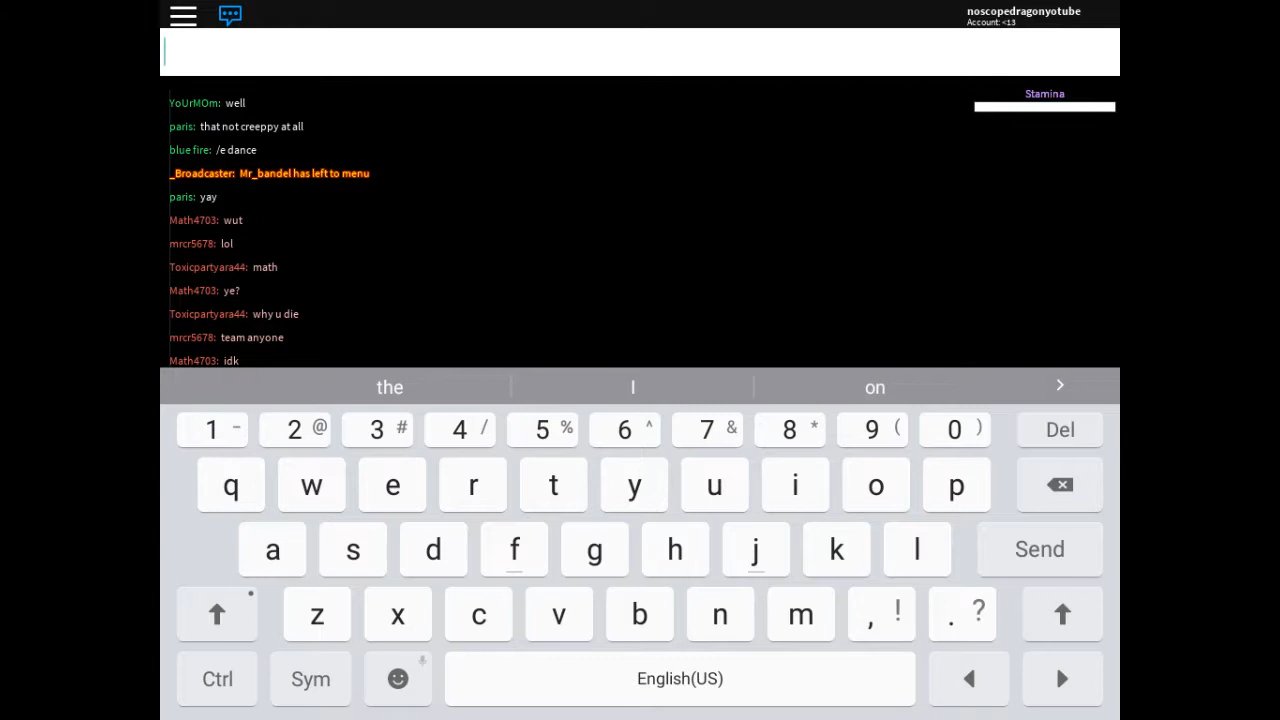 noscopedragonyotube
Account: <13
Stamina
YoUrMOm: well
paris: that not creeppy at all
blue fire: /e dance
_Broadcaster: Mr_bandel has left to menu
paris: yay
Math4703: wut
mrcr5678: lol
Toxicpartyara44: math
Math4703: ye?
Toxicpartyara44: why u die
mrcr5678: team anyone
Math4703: idk
the I on >
1 - 2 @ 3 # 4 / 5 % 6 ^ 7 & 8 * 9 ( 0 ) Del
q w e r t y u i o p
a s d f g h j k l Send
z x c v b n m , ! . ?
Ctrl Sym English(US)